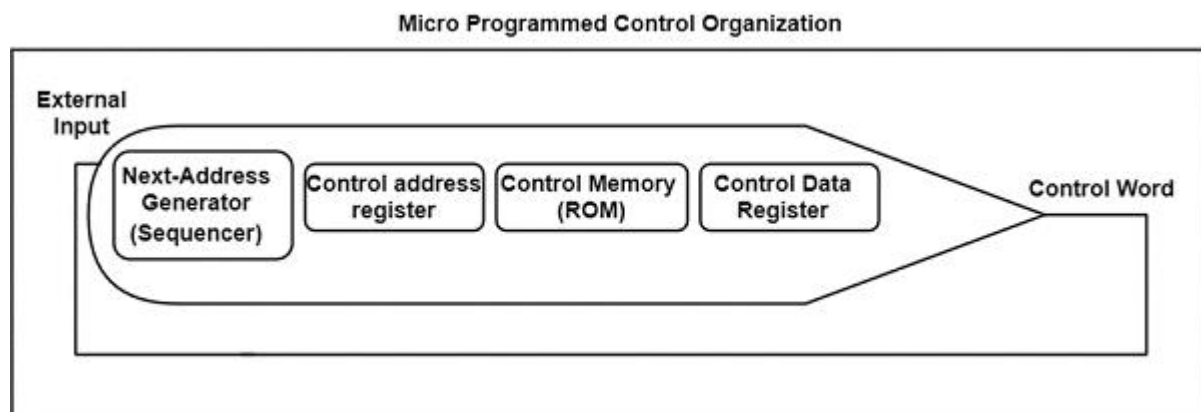 Micro Programmed Control Organization
External
Input
Next-Address
Generator
(Sequencer)
Control address
register
Control Memory
(ROM)
Control Data
Register
Control Word